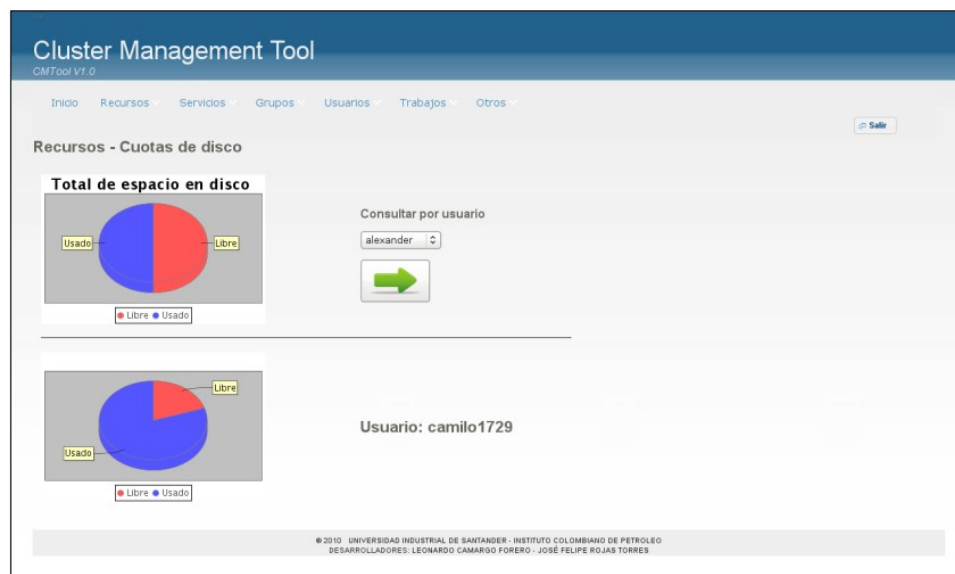 Cluster Management Tool
CMTool V1.0
Inicio Recursos Servicios Grupos Usuarios Trabajos Otros
Salir
Recursos - Cuotas de disco
Total de espacio en disco
Usado Libre
Libre Usado
Consultar por usuario
alexander
Libre
Usado
Libre Usado
Usuario: camilo1729
© 2010 UNIVERSIDAD INDUSTRIAL DE SANTANDER - INSTITUTO COLOMBIANO DE PETROLEO
DESARROLLADORES: LEONARDO CAMARGO FORERO - JOSÉ FELIPE ROJAS TORRES